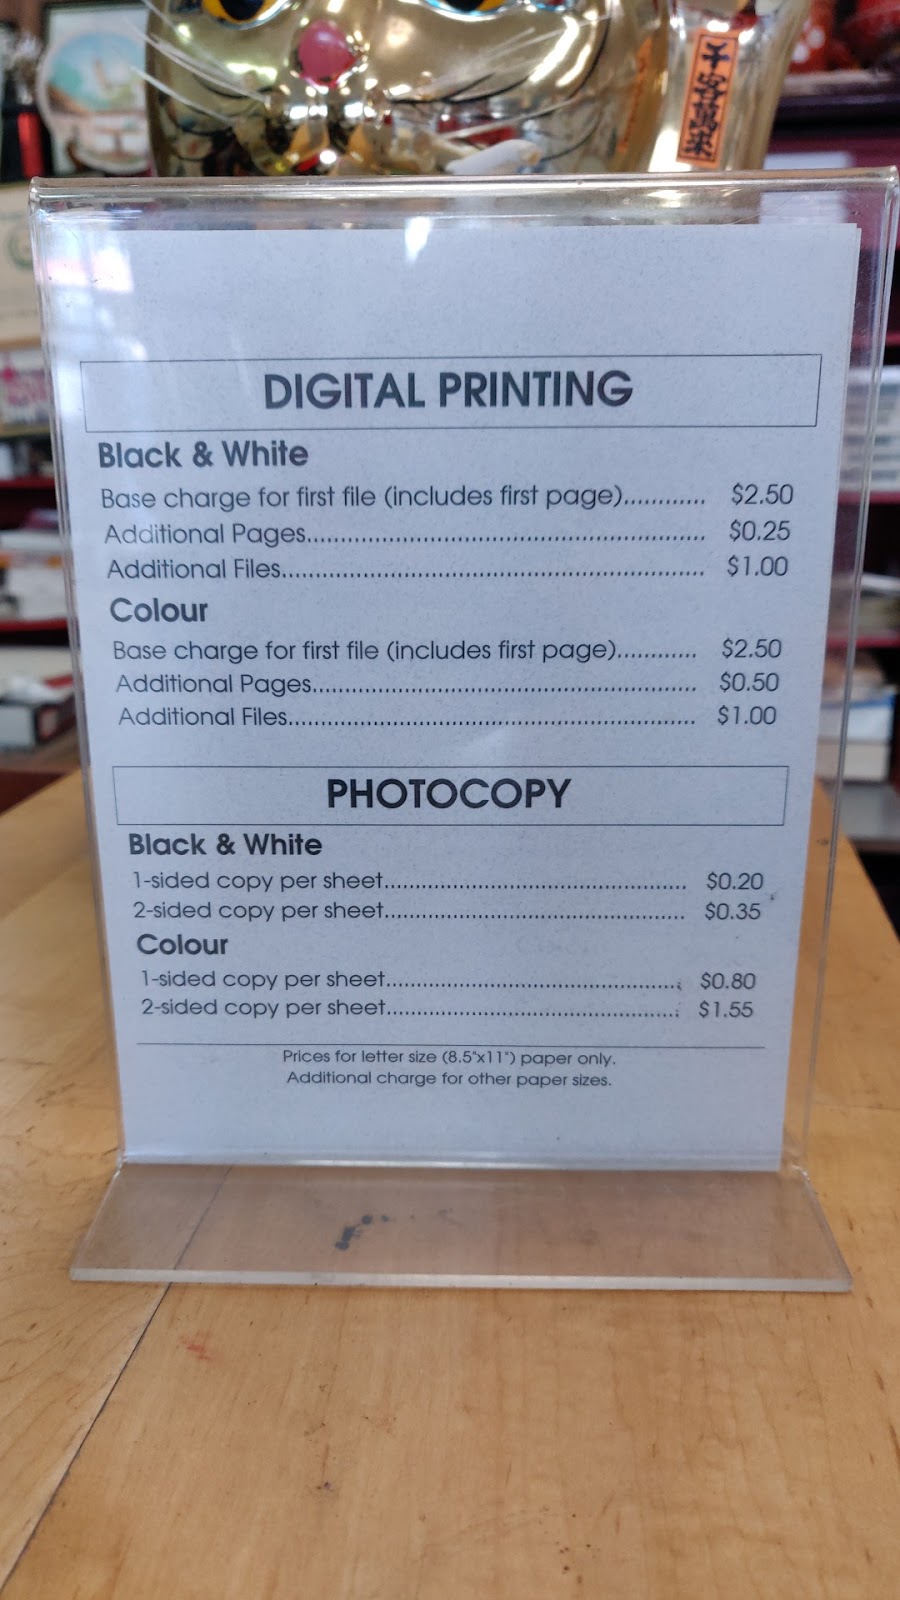 千客萬来
DIGITAL PRINTING
Black & White
Base charge for first file (includes first page)............ $2.50
Additional Pages............................................................ $0.25
Additional Files............................................................... $1.00
Colour
Base charge for first file (includes first page)............ $2.50
Additional Pages.......................................................... $0.50
Additional Files............................................................. $1.00
PHOTOCOPY
Black & White
1-sided copy per sheet.............................................. $0.20
2-sided copy per sheet.............................................. $0.35
Colour
1-sided copy per sheet.............................................. $0.80
2-sided copy per sheet.............................................. $1.55
Prices for letter size (8.5"x11") paper only.
Additional charge for other paper sizes.